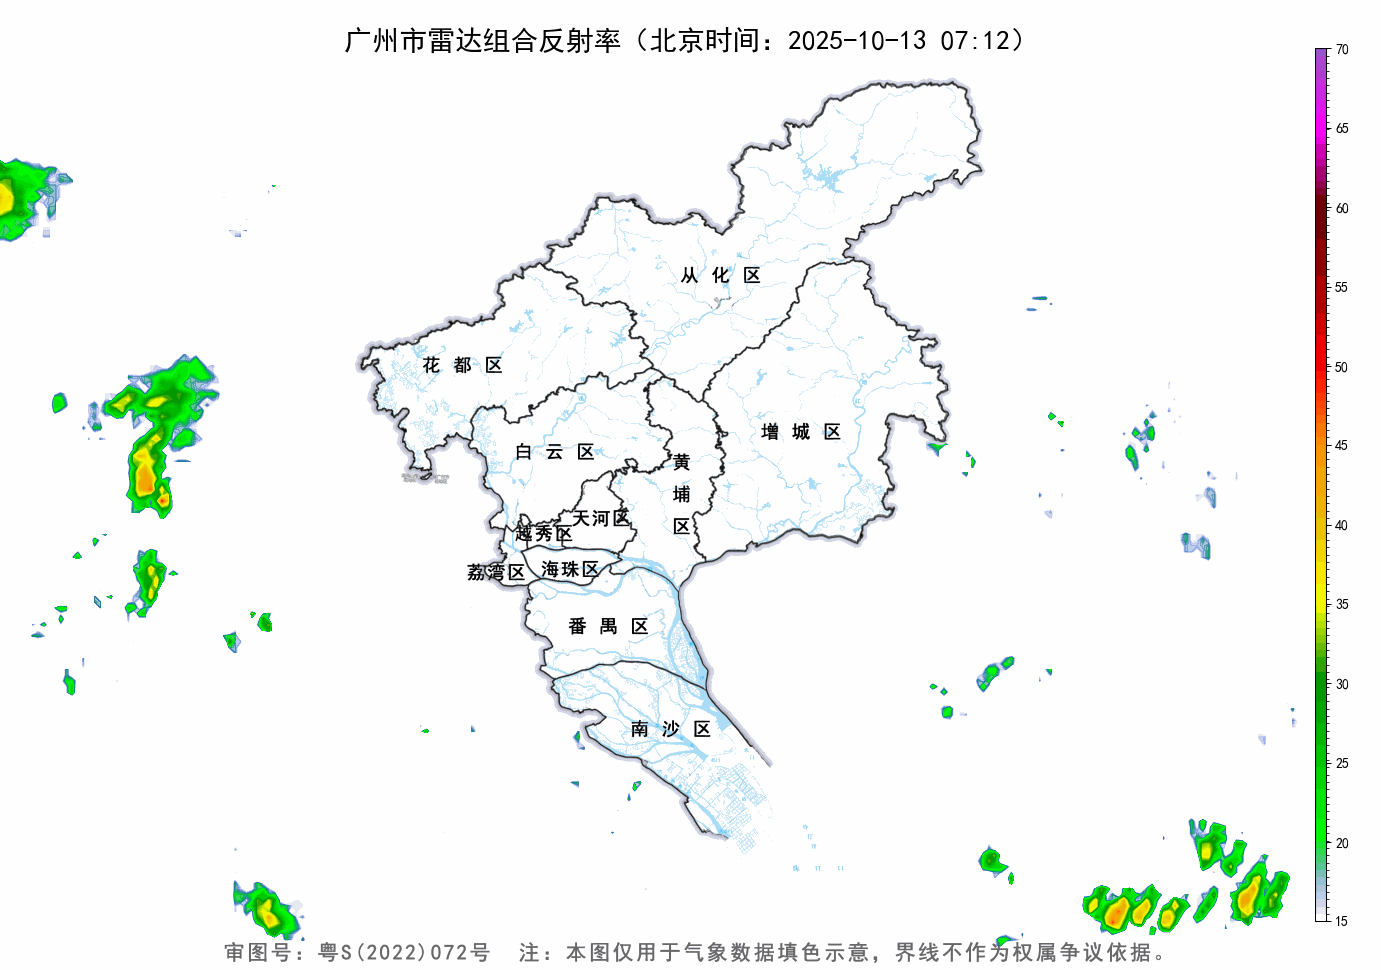 广州市雷达组合反射率（北京时间：2025-10-13 07:12）
70
65
60
55
50
45
40
35
30
25
20
15
从化区
花都区
增城区
白云区
黄埔区
天河区
越秀区
荔湾区
海珠区
番禺区
南沙区
审图号：粤S(2022)072号 注：本图仅用于气象数据填色示意，界线不作为权属争议依据。